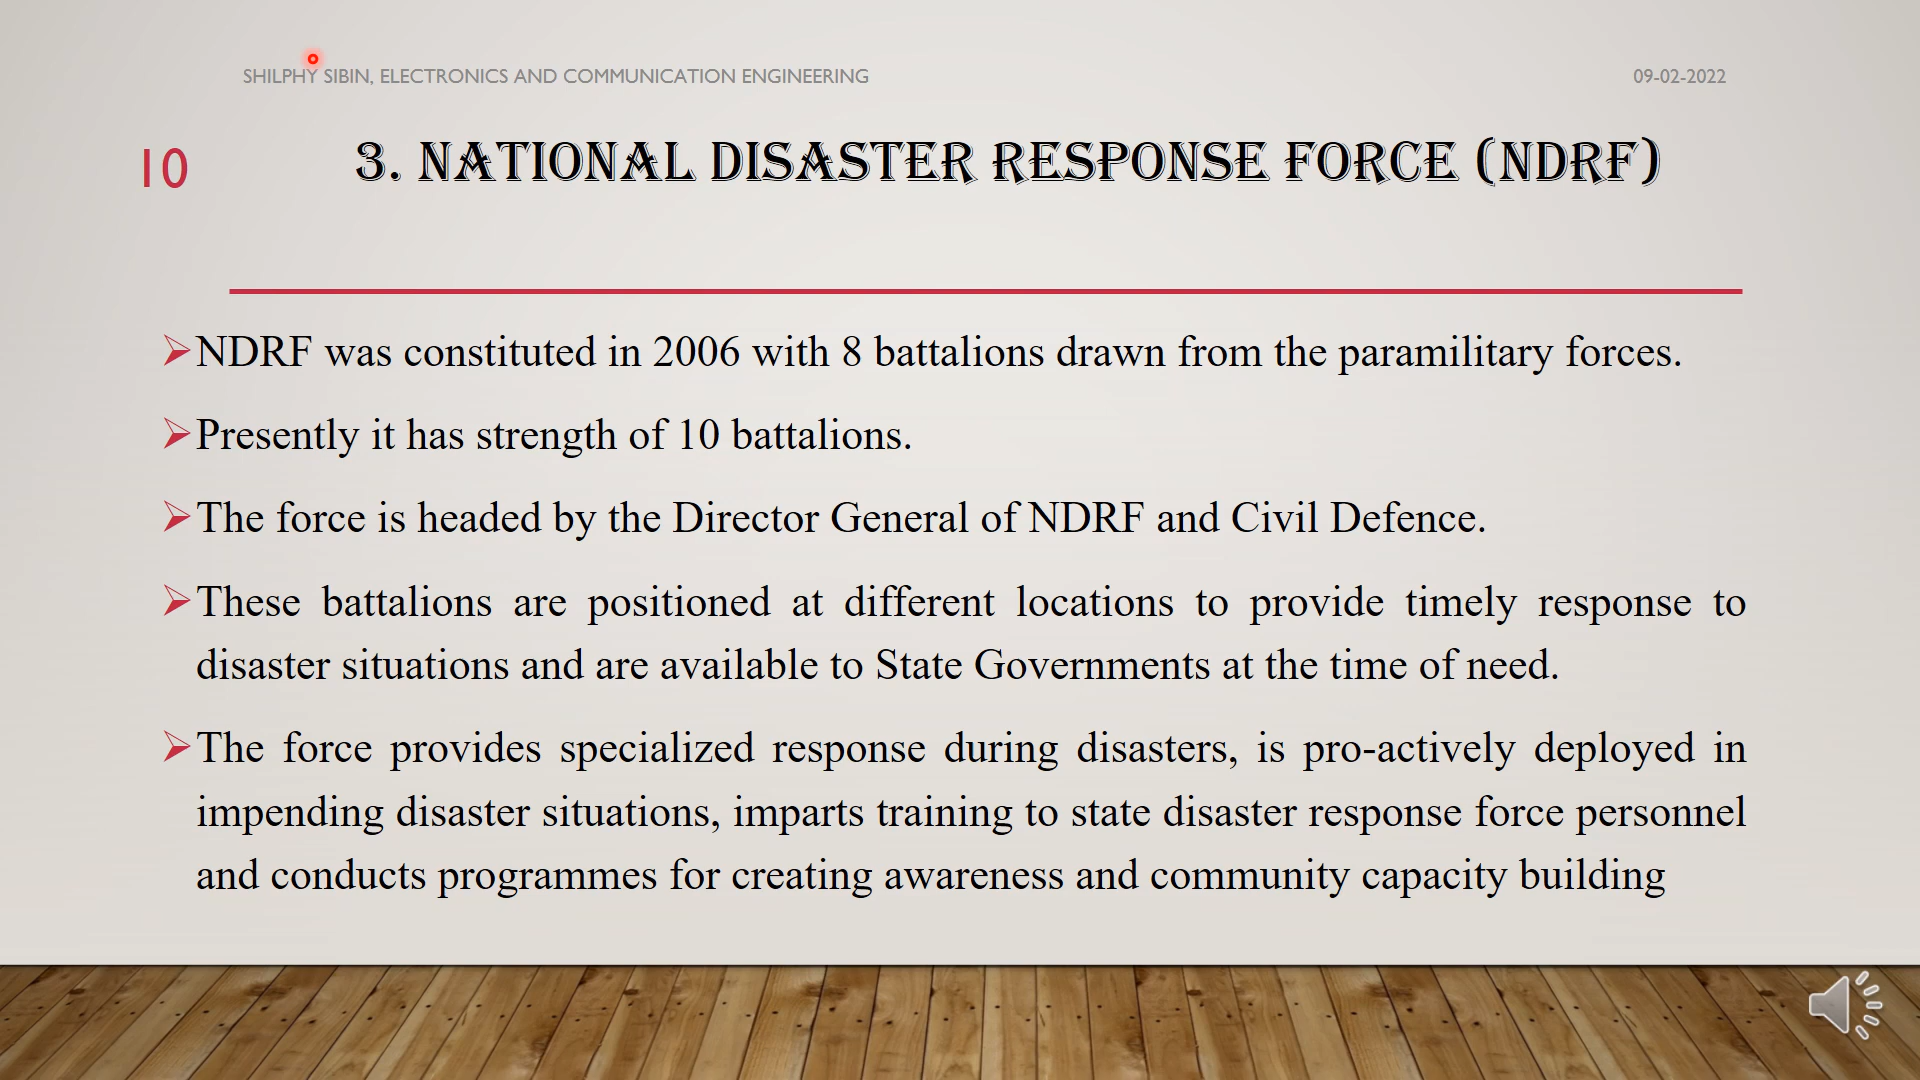 SHILPHY SIBIN, ELECTRONICS AND COMMUNICATION ENGINEERING
09-02-2022
10
3. NATIONAL DISASTER RESPONSE FORCE (NDRF)
NDRF was constituted in 2006 with 8 battalions drawn from the paramilitary forces.
Presently it has strength of 10 battalions.
The force is headed by the Director General of NDRF and Civil Defence.
These battalions are positioned at different locations to provide timely response to
disaster situations and are available to State Governments at the time of need.
The force provides specialized response during disasters, is pro-actively deployed in
impending disaster situations, imparts training to state disaster response force personnel
and conducts programmes for creating awareness and community capacity building